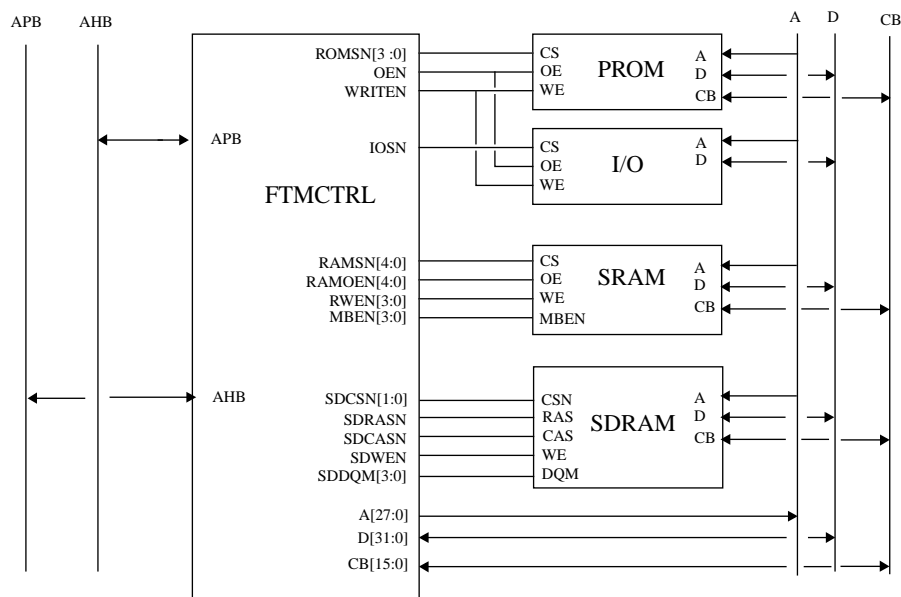 APB AHB A D CB
ROMSN[3 :0] CS A
OEN OE PROM D
WRITEN WE CB
APB IOSN CS A
OE I/O D
WE
FTMCTRL
RAMSN[4:0] CS A
RAMOEN[4:0] OE SRAM D
RWEN[3:0] WE CB
MBEN[3:0] MBEN
AHB SDCSN[1:0] CSN A
SDRASN RAS SDRAM D
SDCASN CAS CB
SDWEN WE
SDDQM[3:0] DQM
A[27:0]
D[31:0]
CB[15:0]